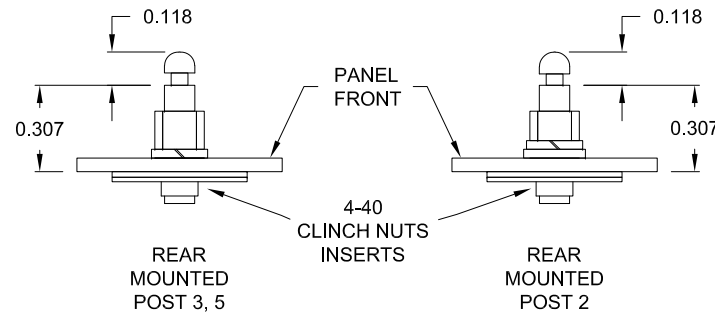 0.118
0.118
PANEL
FRONT
0.307
0.307
4-40
CLINCH NUTS
INSERTS
REAR
MOUNTED
POST 3, 5
REAR
MOUNTED
POST 2